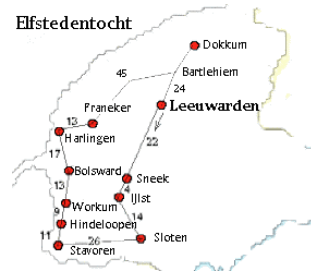 Elfstedentocht
Dokkum
Bartlehiem
45
24
Franeker
Leeuwarden
13
Harlingen
22
17
Bolsward
Sneek
13
4
IJlst
Workum
9
14
Hindeloopen
11
26
Sloten
Stavoren